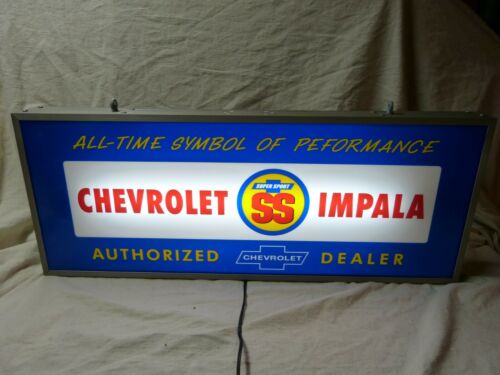 ALL-TIME SYMBOL OF PEFORMANCE
SUPER SPORT
CHEVROLET SS IMPALA
AUTHORIZED CHEVROLET DEALER